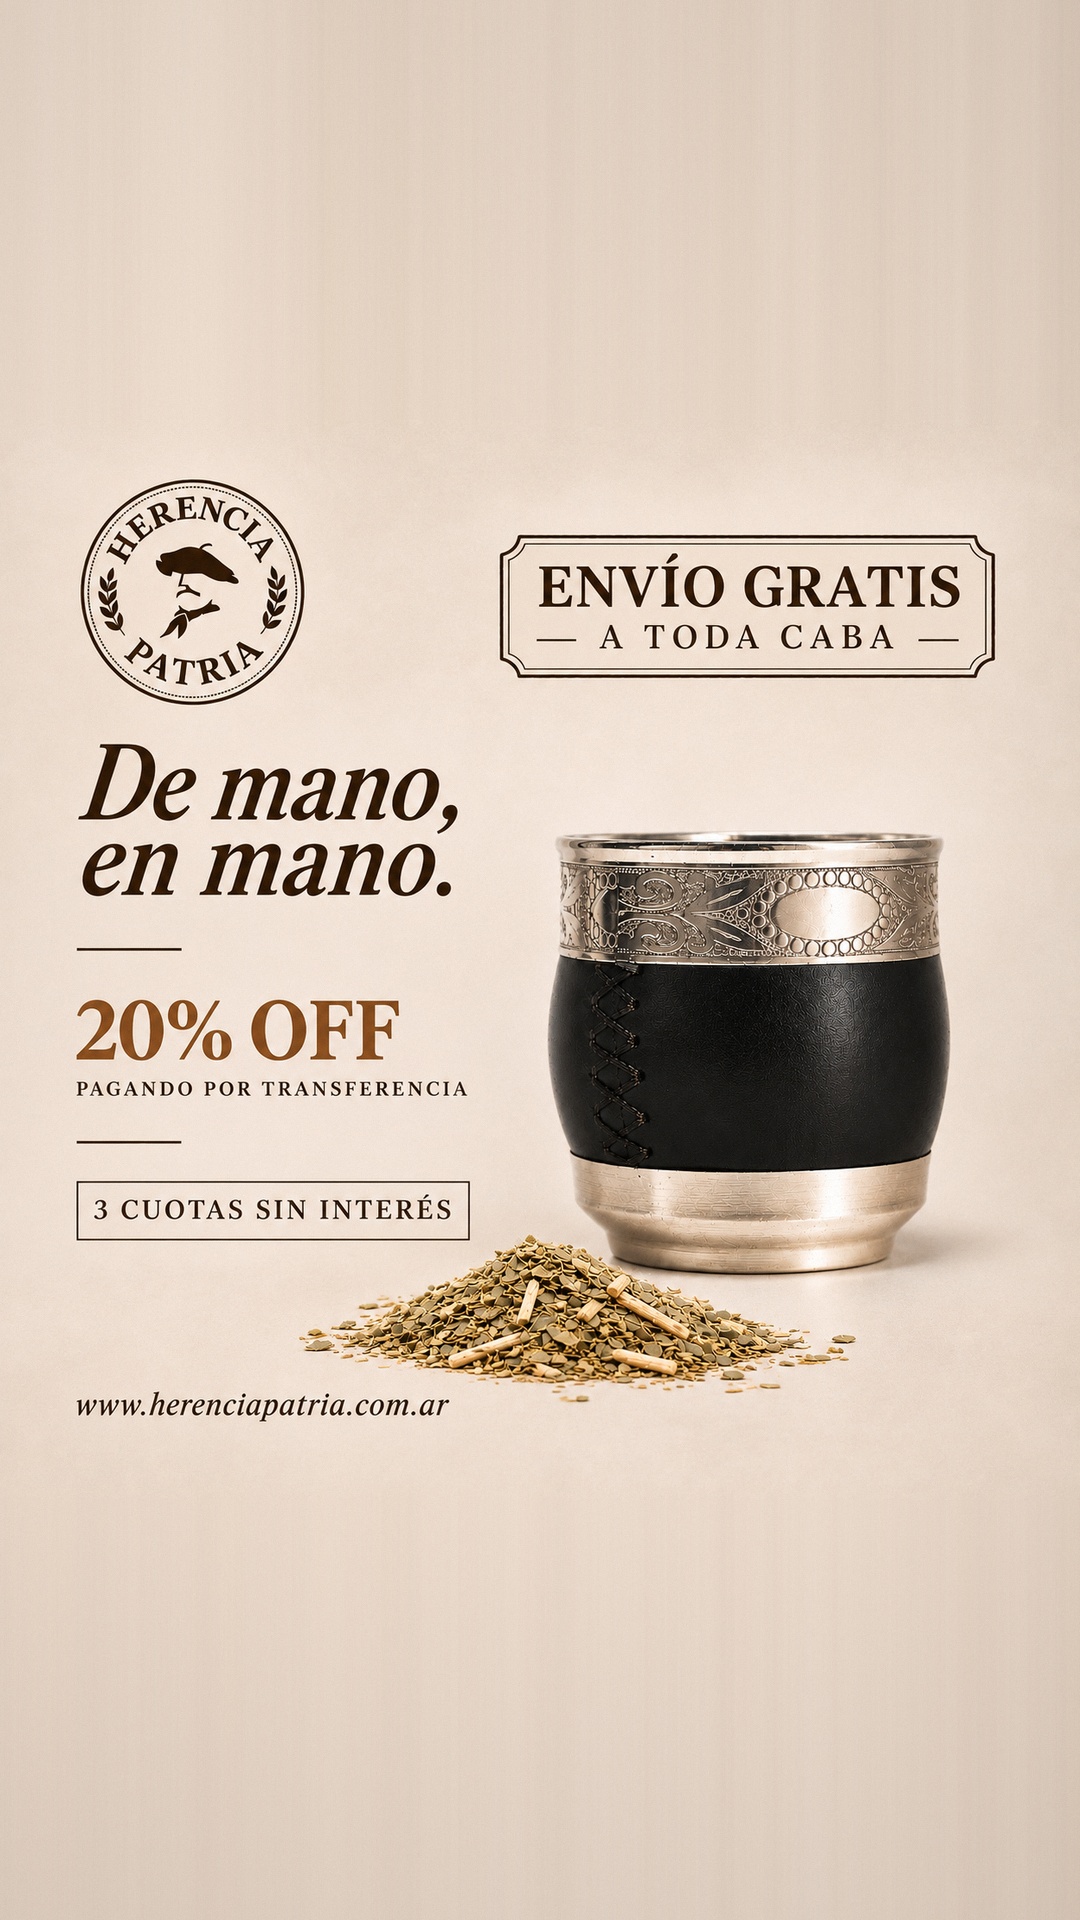 HERENCIA
PATRIA
ENVÍO GRATIS
A TODA CABA
De mano,
en mano.
20% OFF
PAGANDO POR TRANSFERENCIA
3 CUOTAS SIN INTERÉS
www.herenciapatria.com.ar